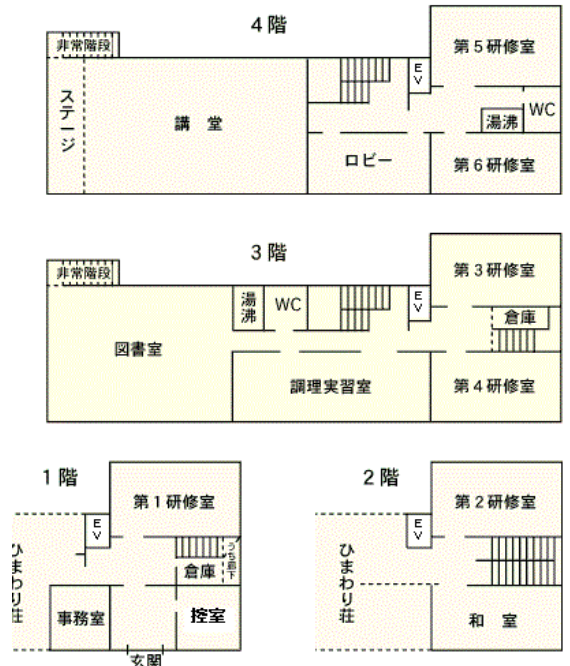 4階
非常階段
ステージ
講 堂
EV
第5研修室
WC
湯沸
ロビー
第6研修室
3階
非常階段
湯沸
WC
EV
第3研修室
倉庫
図書室
調理実習室
第4研修室
1階
第1研修室
EV
ひまわり荘
うち廊下
倉庫
事務室
控室
玄関
2階
第2研修室
EV
ひまわり荘
和 室